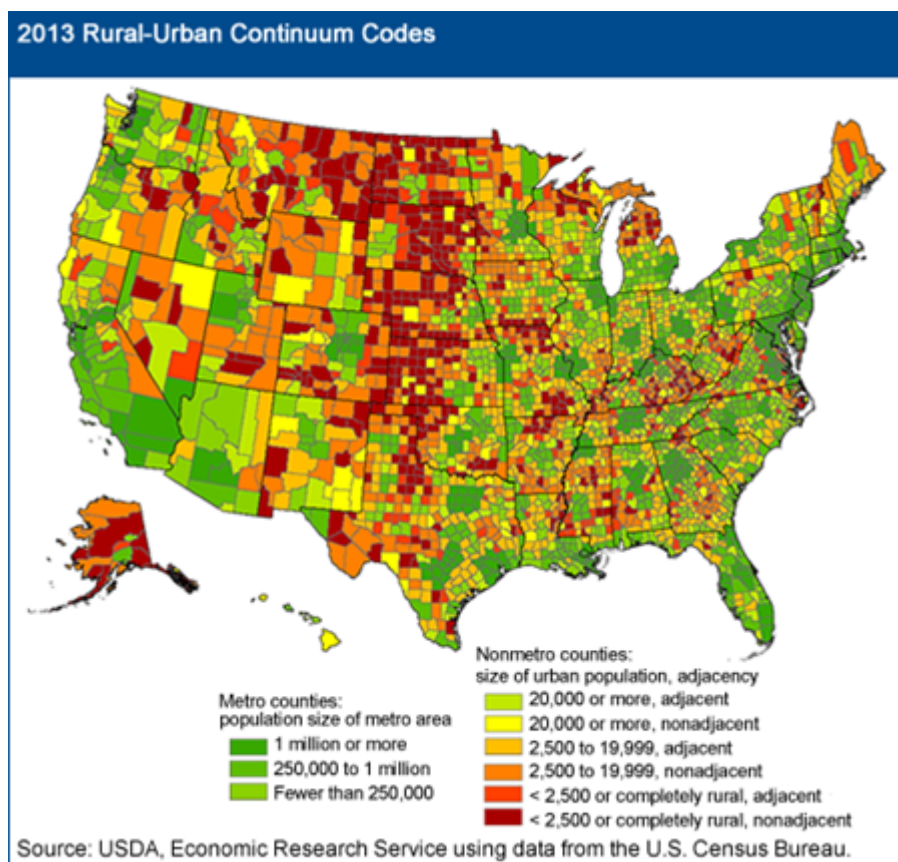 2013 Rural-Urban Continuum Codes
Metro counties:
population size of metro area
1 million or more
250,000 to 1 million
Fewer than 250,000
Nonmetro counties:
size of urban population, adjacency
20,000 or more, adjacent
20,000 or more, nonadjacent
2,500 to 19,999, adjacent
2,500 to 19,999, nonadjacent
< 2,500 or completely rural, adjacent
< 2,500 or completely rural, nonadjacent
Source: USDA, Economic Research Service using data from the U.S. Census Bureau.